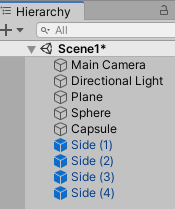 Hierarchy
All
Scene1*
Main Camera
Directional Light
Plane
Sphere
Capsule
Side (1)
Side (2)
Side (3)
Side (4)